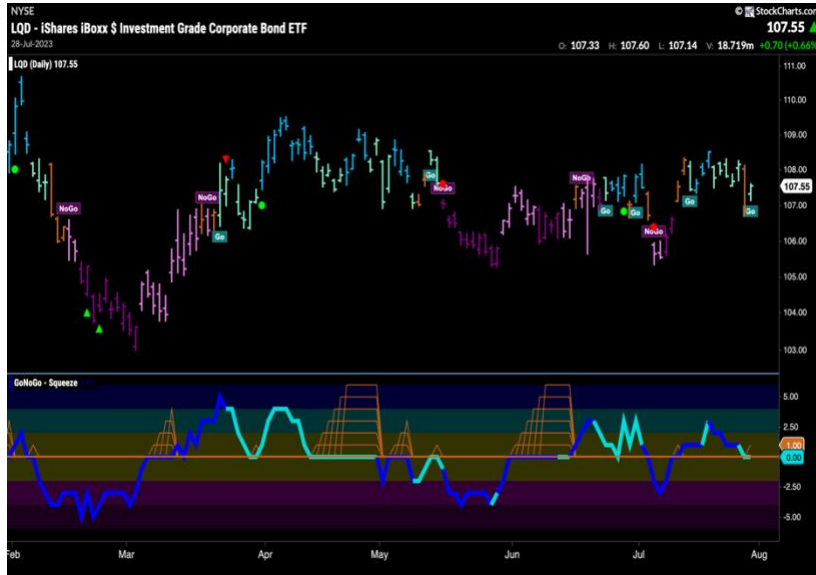 NYSE
© StockCharts.com
LQD - iShares iBoxx $ Investment Grade Corporate Bond ETF
107.55
28-Jul-2023
O: 107.33 H: 107.60 L: 107.14 V: 18.719m +0.70 (+0.66%
LQD (Daily) 107.55
111.00
110.00
109.00
108.00
107.55
107.00
106.00
105.00
104.00
103.00
NoGo
NoGo
Go
Go
NoGo
NoGo
Go
Go
NoGo
Go
Go
GoNoGo - Squeeze
5.00
2.50
1.00
0.00
-2.50
-5.00
Feb Mar Apr May Jun Jul Aug